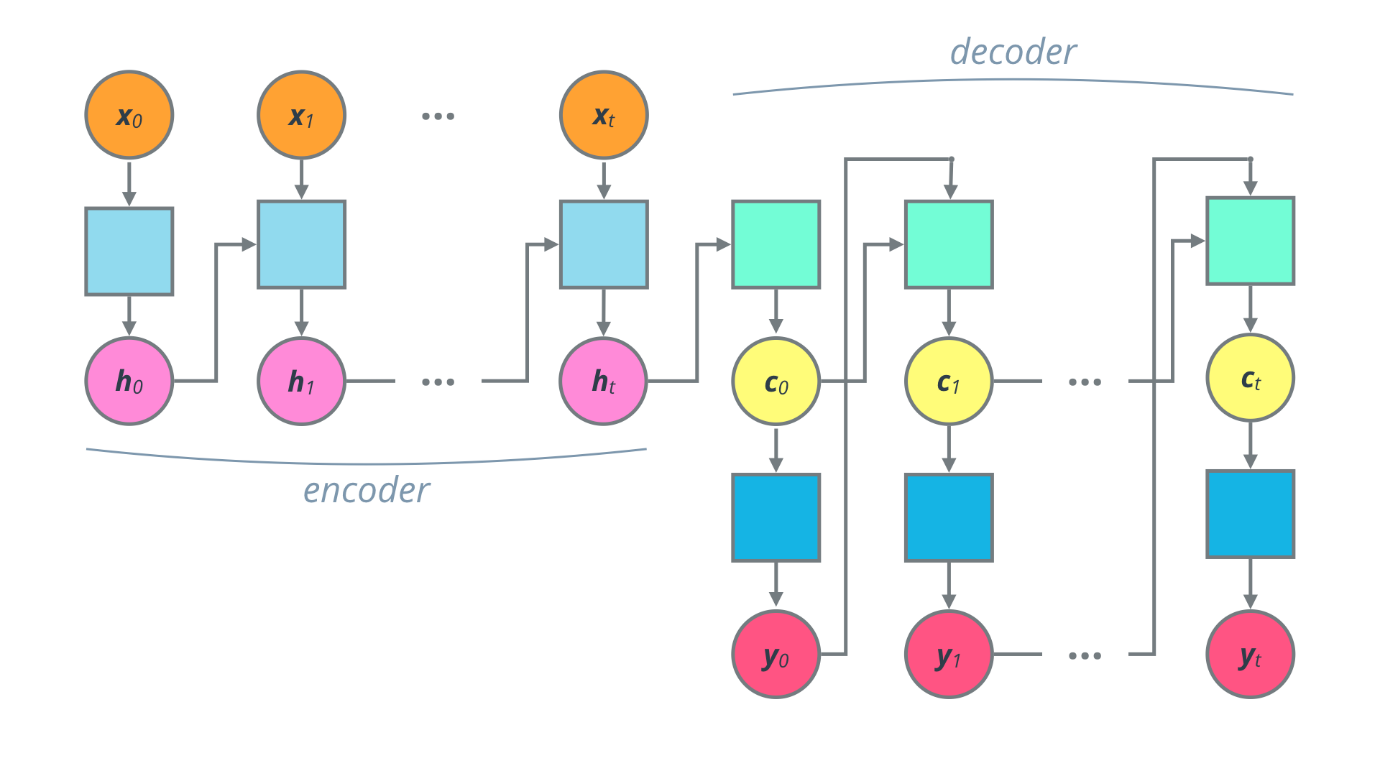 decoder
x0 x1 ... xt
h0 h1 ... ht c0 c1 ... ct
encoder
y0 y1 ... yt